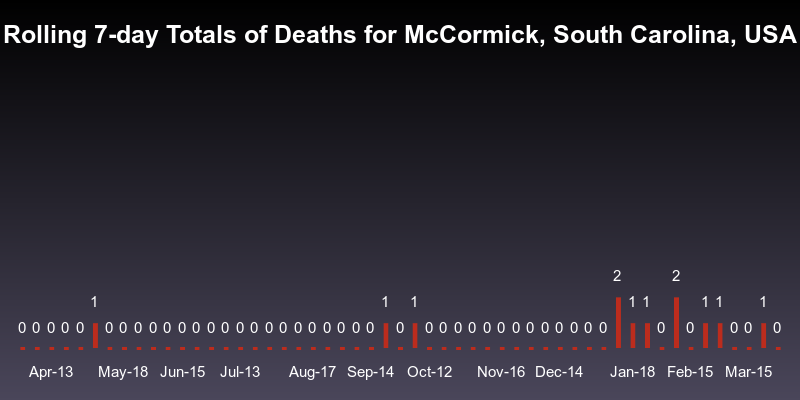 Rolling 7-day Totals of Deaths for McCormick, South Carolina, USA
2 2
1 1 1 1 1 1 1 1
0 0 0 0 0 0 0 0 0 0 0 0 0 0 0 0 0 0 0 0 0 0 0 0 0 0 0 0 0 0 0 0 0 0 0 0 0 0 0 0 0 0 0
Apr-13 May-18 Jun-15 Jul-13 Aug-17 Sep-14 Oct-12 Nov-16 Dec-14 Jan-18 Feb-15 Mar-15